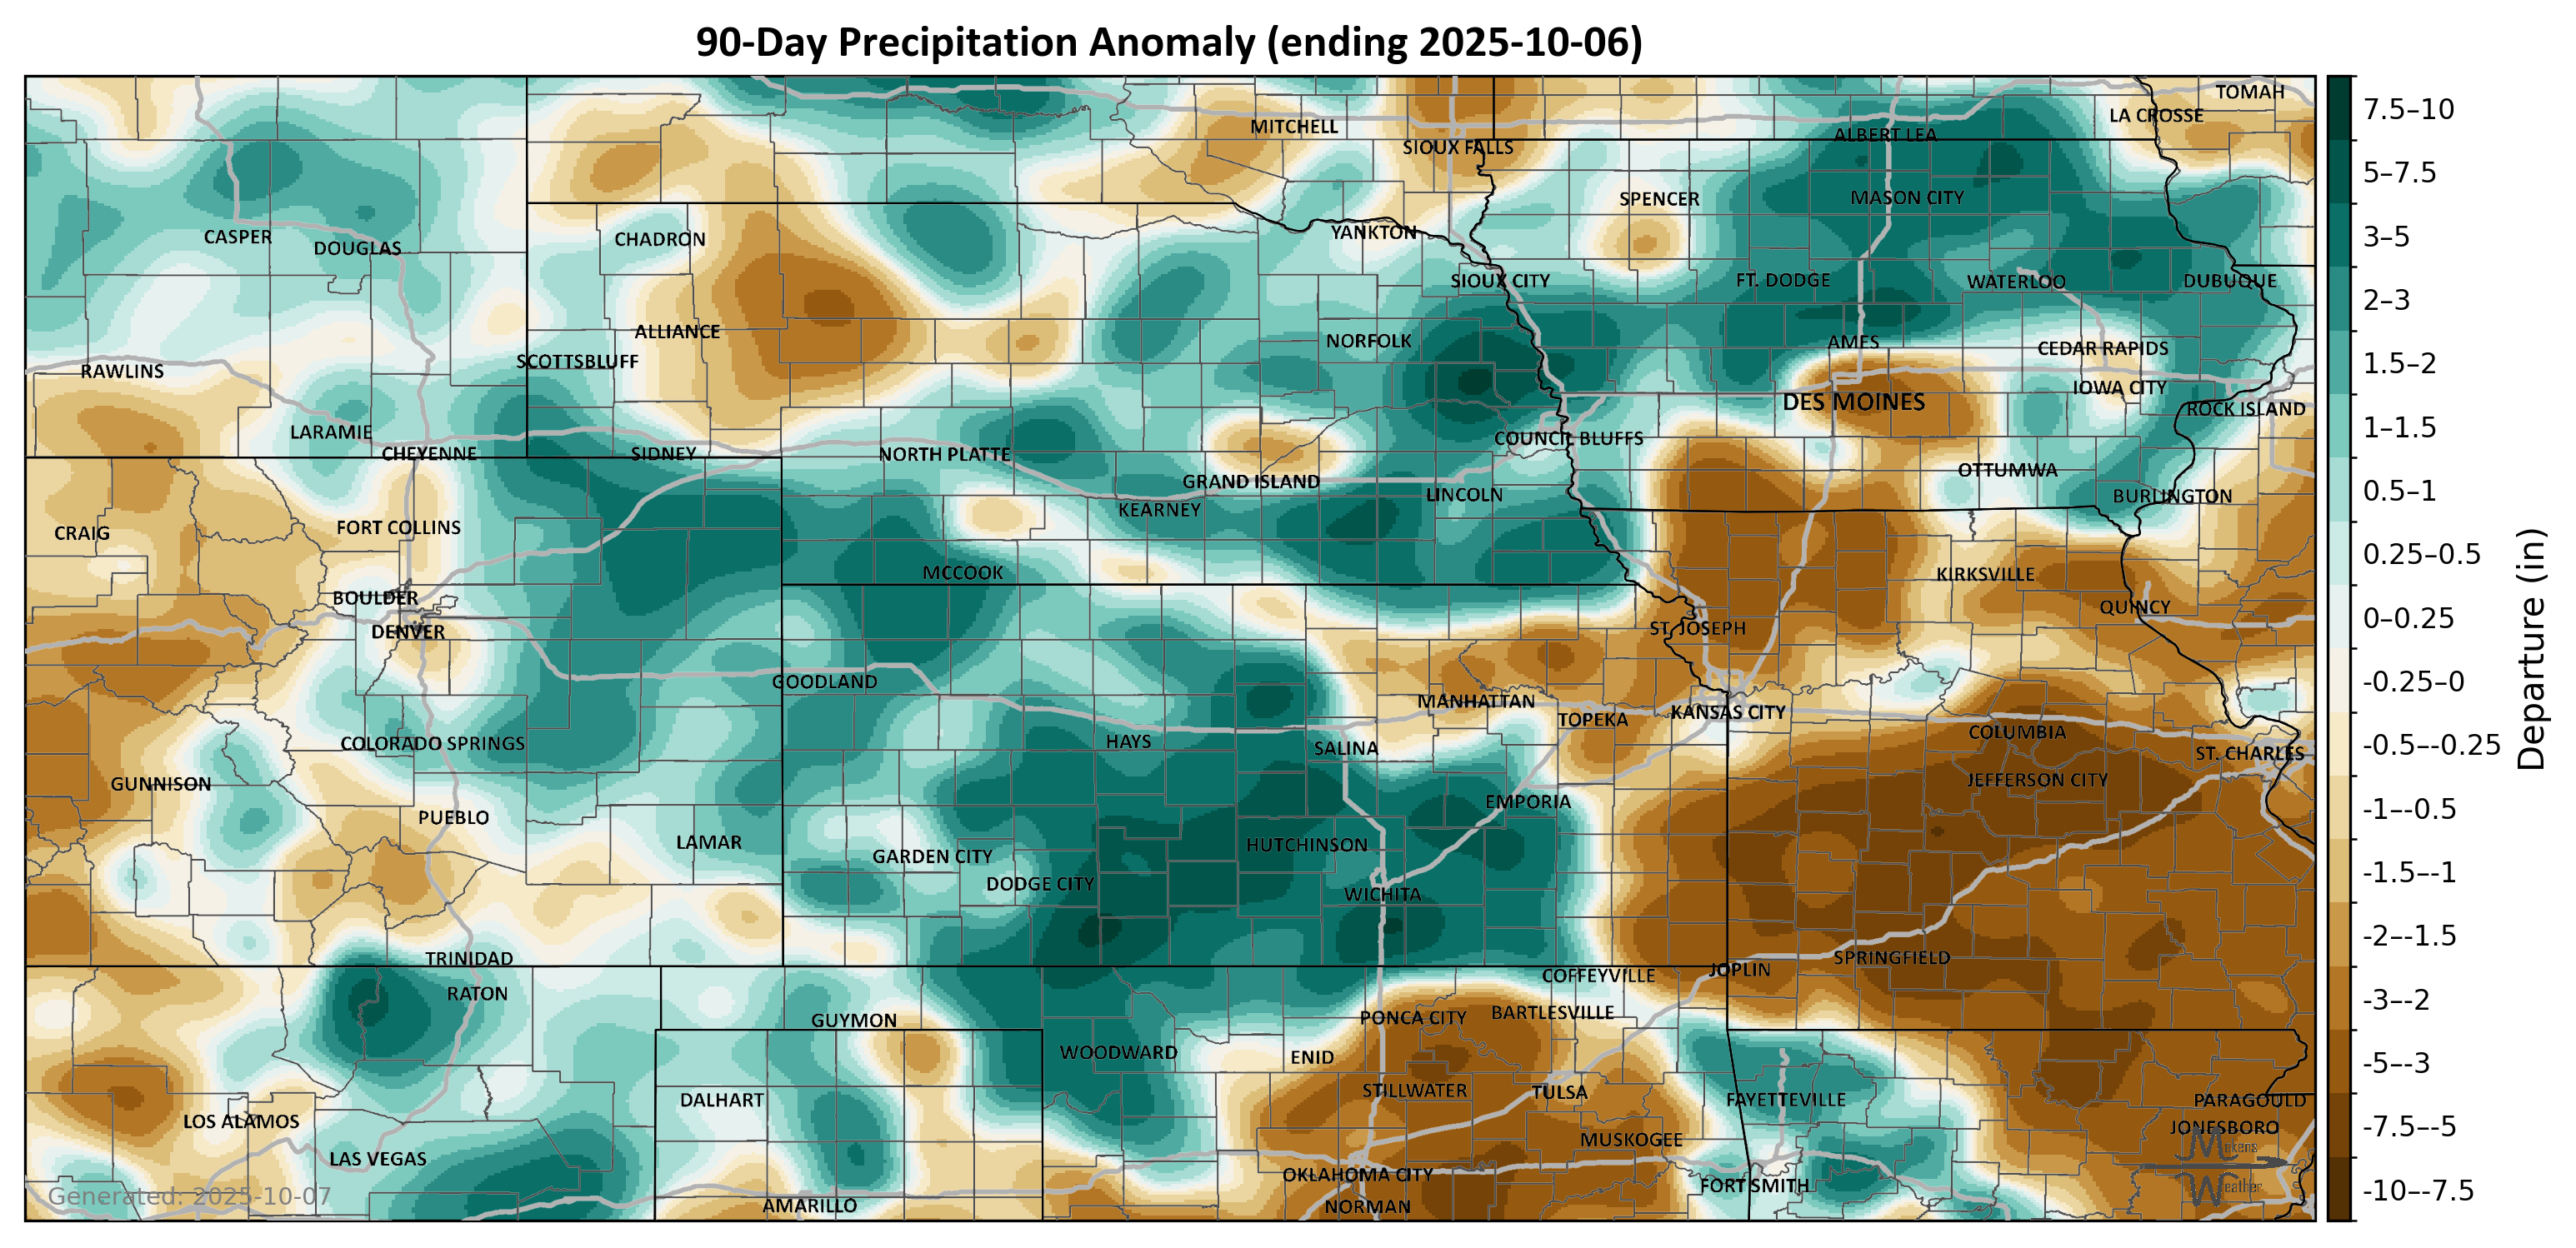 90-Day Precipitation Anomaly (ending 2025-10-06)
TOMAH
LA CROSSE
MITCHELL
ALBERT LEA
SIOUX FALLS
SPENCER
MASON CITY
CASPER
DOUGLAS
CHADRON
YANKTON
SIOUX CITY
FT. DODGE
WATERLOO
DUBUQUE
ALLIANCE
NORFOLK
AMES
CEDAR RAPIDS
SCOTTSBLUFF
RAWLINS
IOWA CITY
DES MOINES
ROCK ISLAND
LARAMIE
COUNCIL BLUFFS
CHEYENNE
SIDNEY
NORTH PLATTE
OTTUMWA
GRAND ISLAND
LINCOLN
BURLINGTON
KEARNEY
CRAIG
FORT COLLINS
MCCOOK
KIRKSVILLE
BOULDER
QUINCY
DENVER
ST. JOSEPH
GOODLAND
MANHATTAN
TOPEKA
KANSAS CITY
COLUMBIA
COLORADO SPRINGS
HAYS
SALINA
ST. CHARLES
GUNNISON
JEFFERSON CITY
EMPORIA
PUEBLO
LAMAR
HUTCHINSON
GARDEN CITY
DODGE CITY
WICHITA
TRINIDAD
SPRINGFIELD
COFFEYVILLE
JOPLIN
RATON
GUYMON
PONCA CITY
BARTLESVILLE
WOODWARD
ENID
STILLWATER
TULSA
DALHART
FAYETTEVILLE
PARAGOULD
LOS ALAMOS
JONESBORO
MUSKOGEE
LAS VEGAS
OKLAHOMA CITY
FORT SMITH
AMARILLO
NORMAN
Generated: 2025-10-07
Weather
7.5–10
5–7.5
3–5
2–3
1.5–2
1–1.5
0.5–1
0.25–0.5
0–0.25
-0.25–0
-0.5–-0.25
-1–-0.5
-1.5–-1
-2–-1.5
-3–-2
-5–-3
-7.5–-5
-10–-7.5
Departure (in)